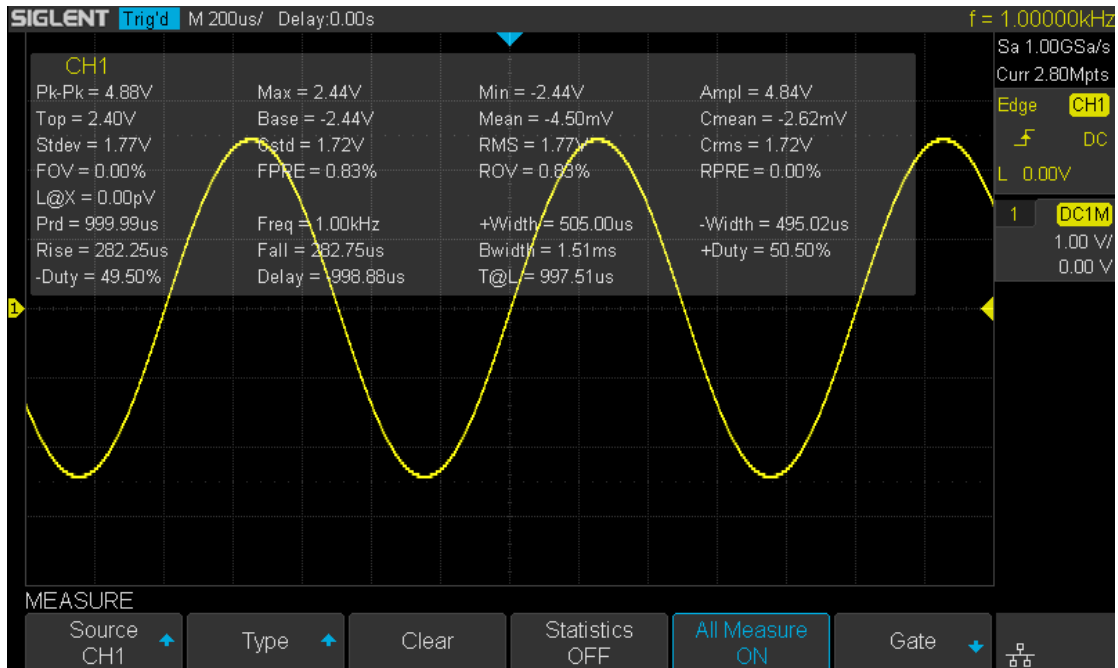 SIGLENT Trig'd M 200us/ Delay:0.00s f = 1.00000kHz
Sa 1.00GSa/s
Curr 2.80Mpts
CH1
Pk-Pk = 4.88V Max = 2.44V Min = -2.44V Ampl = 4.84V
Top = 2.40V Base = -2.44V Mean = -4.50mV Cmean = -2.62mV
Stdev = 1.77V Cstd = 1.72V RMS = 1.77V Crms = 1.72V
FOV = 0.00% FPRE = 0.83% ROV = 0.83% RPRE = 0.00%
L@X = 0.00pV
Prd = 999.99us Freq = 1.00kHz +Width = 505.00us -Width = 495.02us
Rise = 282.25us Fall = 282.75us Bwidth = 1.51ms +Duty = 50.50%
-Duty = 49.50% Delay = -998.88us T@L = 997.51us
Edge CH1
DC
L 0.00V
1 DC1M
1.00 V/
0.00 V
1
MEASURE
Source
CH1
Type
Clear
Statistics
OFF
All Measure
ON
Gate